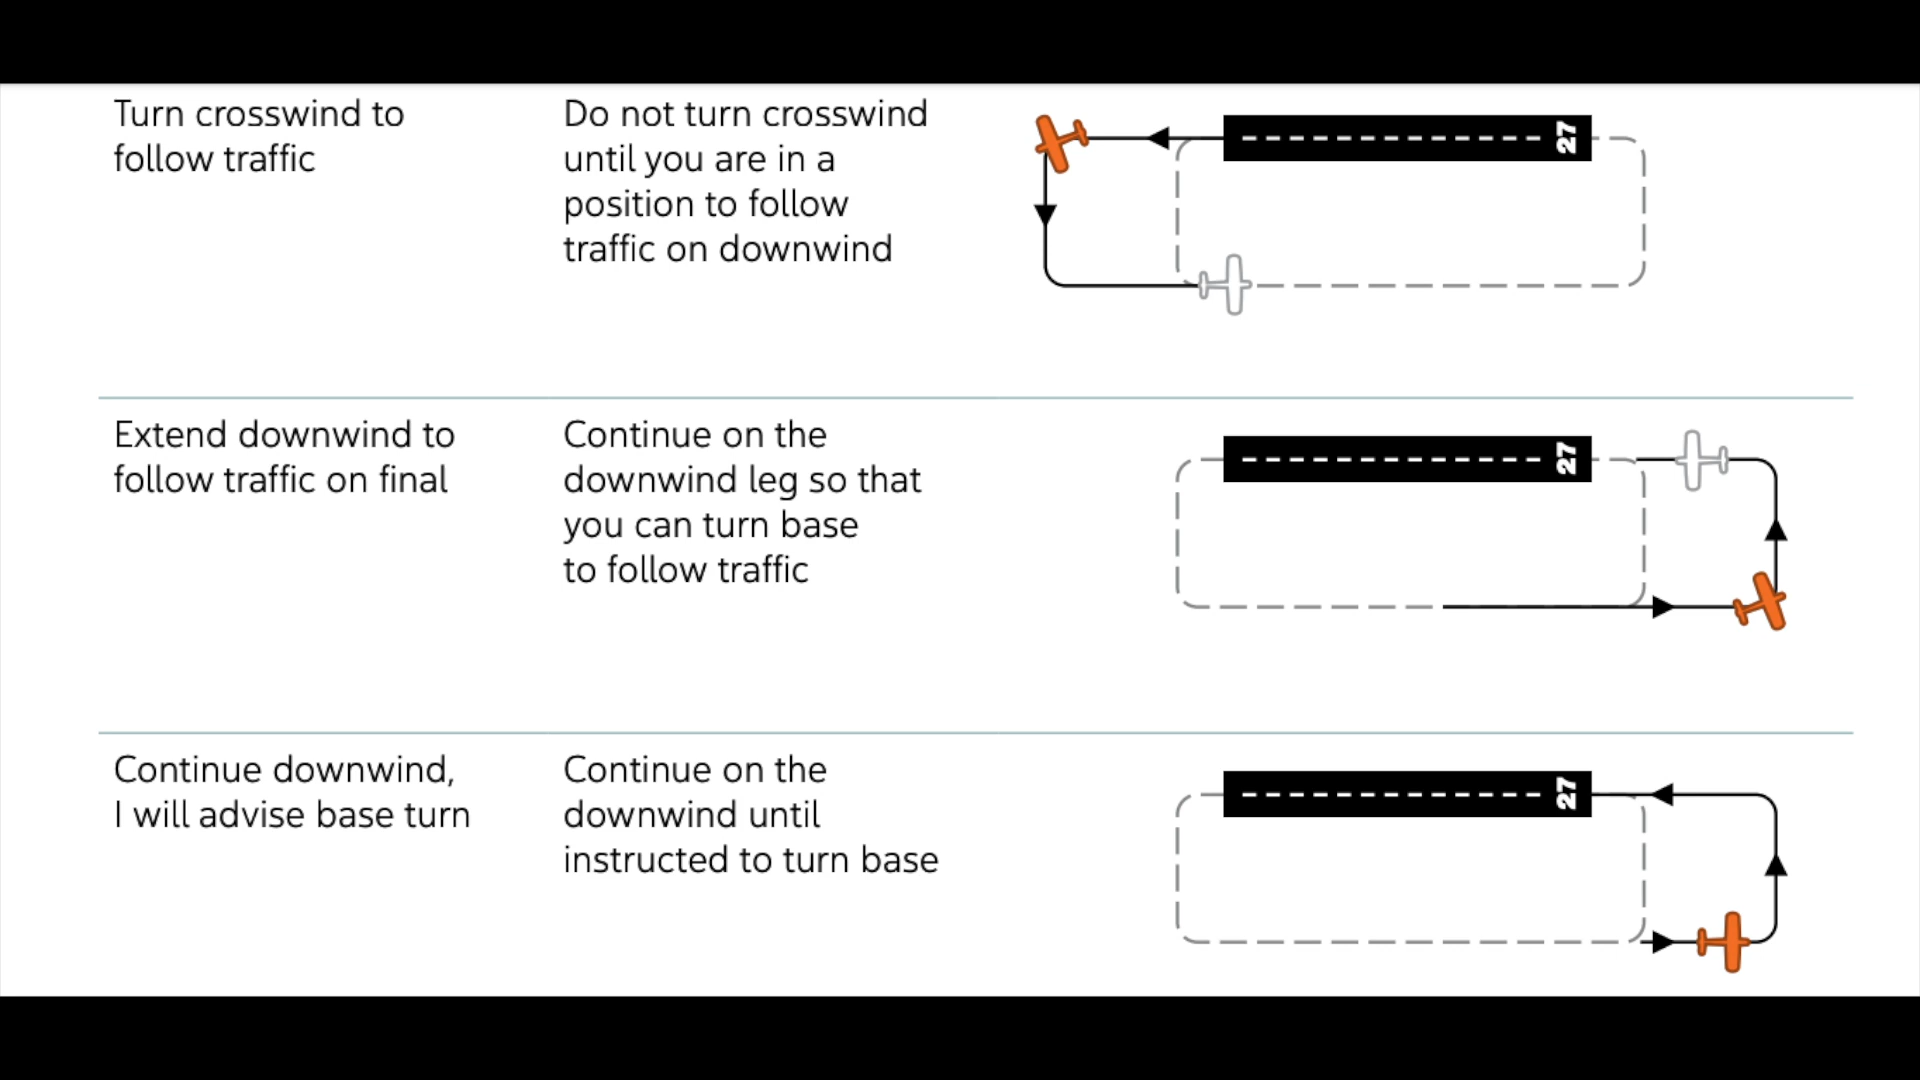 Turn crosswind to
follow traffic
Do not turn crosswind
until you are in a
position to follow
traffic on downwind
27
Extend downwind to
follow traffic on final
Continue on the
downwind leg so that
you can turn base
to follow traffic
27
Continue downwind,
I will advise base turn
Continue on the
downwind until
instructed to turn base
27